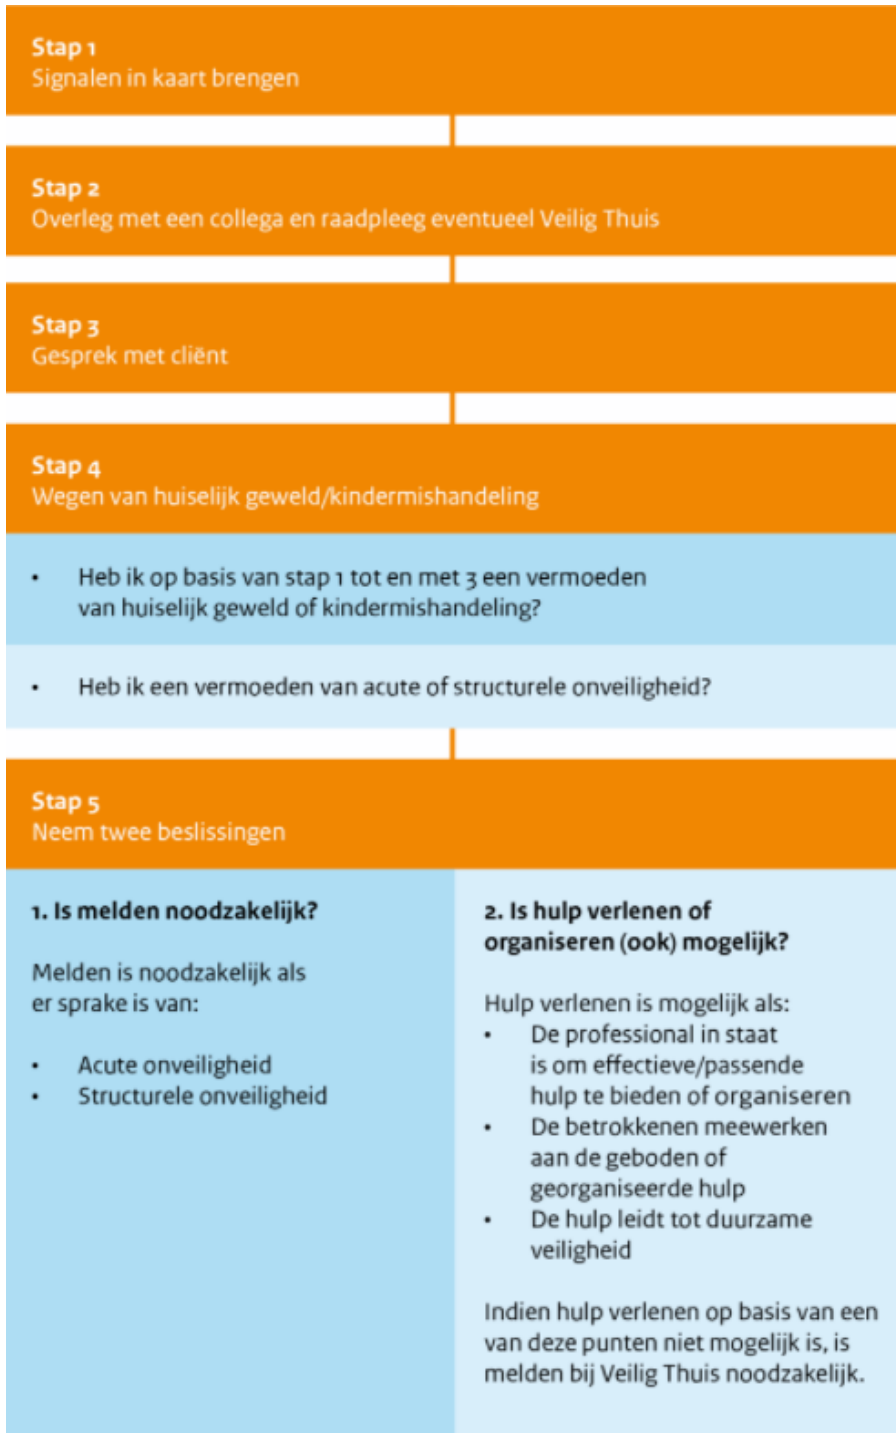 Stap 1
Signalen in kaart brengen
Stap 2
Overleg met een collega en raadpleeg eventueel Veilig Thuis
Stap 3
Gesprek met cliënt
Stap 4
Wegen van huiselijk geweld/kindermishandeling
• Heb ik op basis van stap 1 tot en met 3 een vermoeden
van huiselijk geweld of kindermishandeling?
• Heb ik een vermoeden van acute of structurele onveiligheid?
Stap 5
Neem twee beslissingen
1. Is melden noodzakelijk?
Melden is noodzakelijk als
er sprake is van:
• Acute onveiligheid
• Structurele onveiligheid
2. Is hulp verlenen of
organiseren (ook) mogelijk?
Hulp verlenen is mogelijk als:
• De professional in staat
is om effectieve/passende
hulp te bieden of organiseren
• De betrokkenen meewerken
aan de geboden of
georganiseerde hulp
• De hulp leidt tot duurzame
veiligheid
Indien hulp verlenen op basis van een
van deze punten niet mogelijk is, is
melden bij Veilig Thuis noodzakelijk.